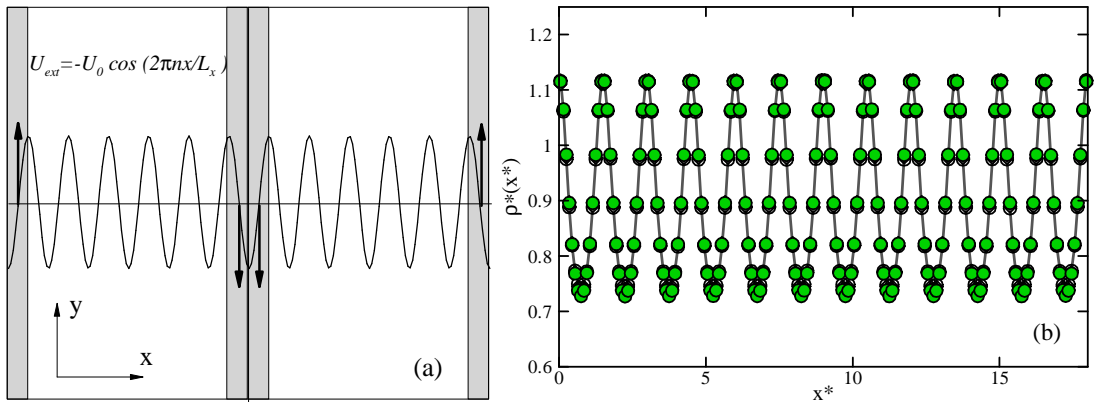 U_ext=-U_0 cos (2πnx/L_x )
y
x
(a)
1.2
1.1
1
0.9
0.8
0.7
0.6
ρ*(x*)
0
5
10
15
x*
(b)